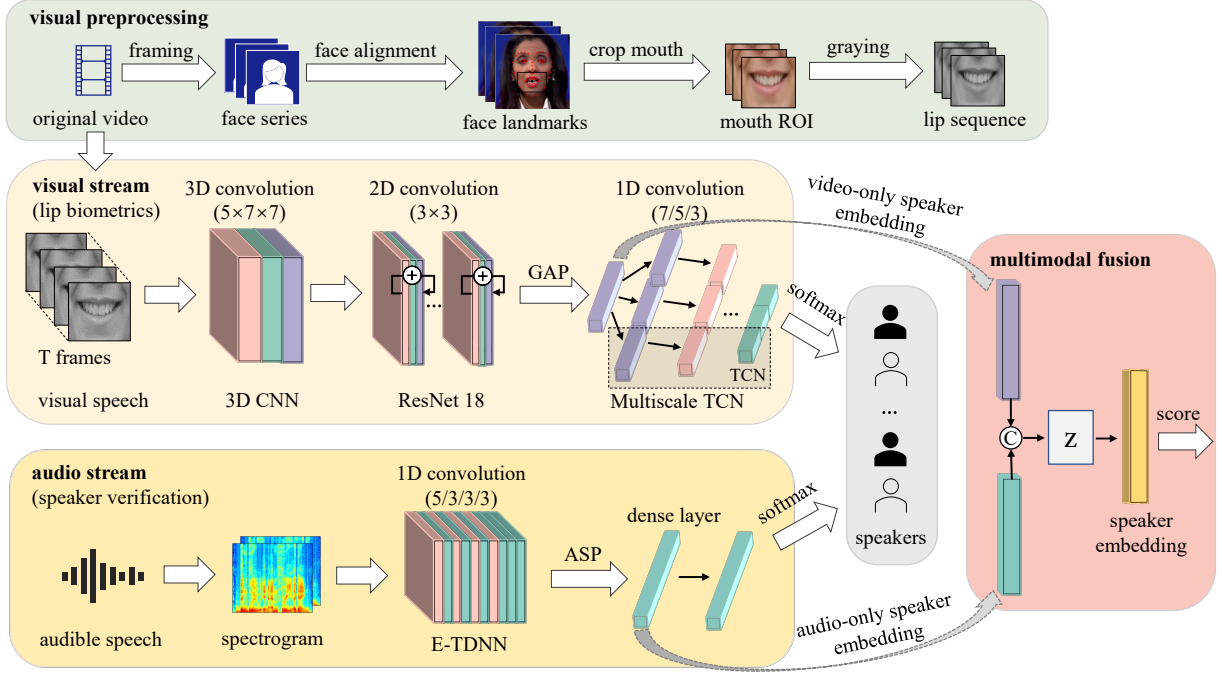 visual preprocessing
framing
face alignment
crop mouth
graying
original video
face series
face landmarks
mouth ROI
lip sequence
visual stream
(lip biometrics)
3D convolution
(5×7×7)
2D convolution
(3×3)
1D convolution
(7/5/3)
+
...
+
GAP
...
TCN
T frames
visual speech
3D CNN
ResNet 18
Multiscale TCN
softmax
video-only speaker
embedding
audio stream
(speaker verification)
1D convolution
(5/3/3/3)
dense layer
ASP
audible speech
spectrogram
E-TDNN
softmax
...
speakers
audio-only speaker
embedding
multimodal fusion
C
Z
score
speaker
embedding